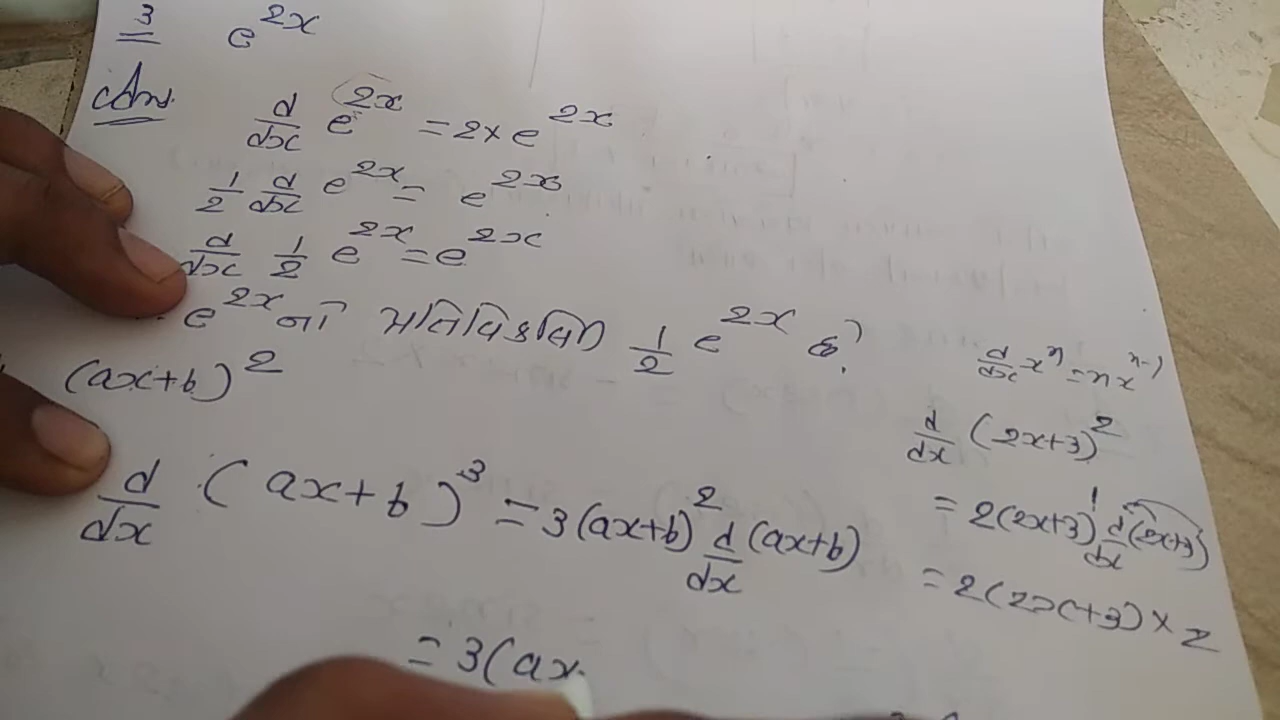 3 e^{2x}
Ans.
d/dx e^{2x} = 2 × e^{2x}
1/2 d/dx e^{2x} = e^{2x}
d/dx 1/2 e^{2x} = e^{2x}
e^{2x} નો પ્રતિવિકલિત 1/2 e^{2x} છે.
(ax+b)^2
d/dx (ax+b)^3 = 3(ax+b)^2 d/dx (ax+b)
= 3(ax
d/dx x^n = nx^{n-1}
d/dx (2x+3)^2
= 2(2x+3)^1 d/dx (2x+3)
= 2(2x+3) × 2